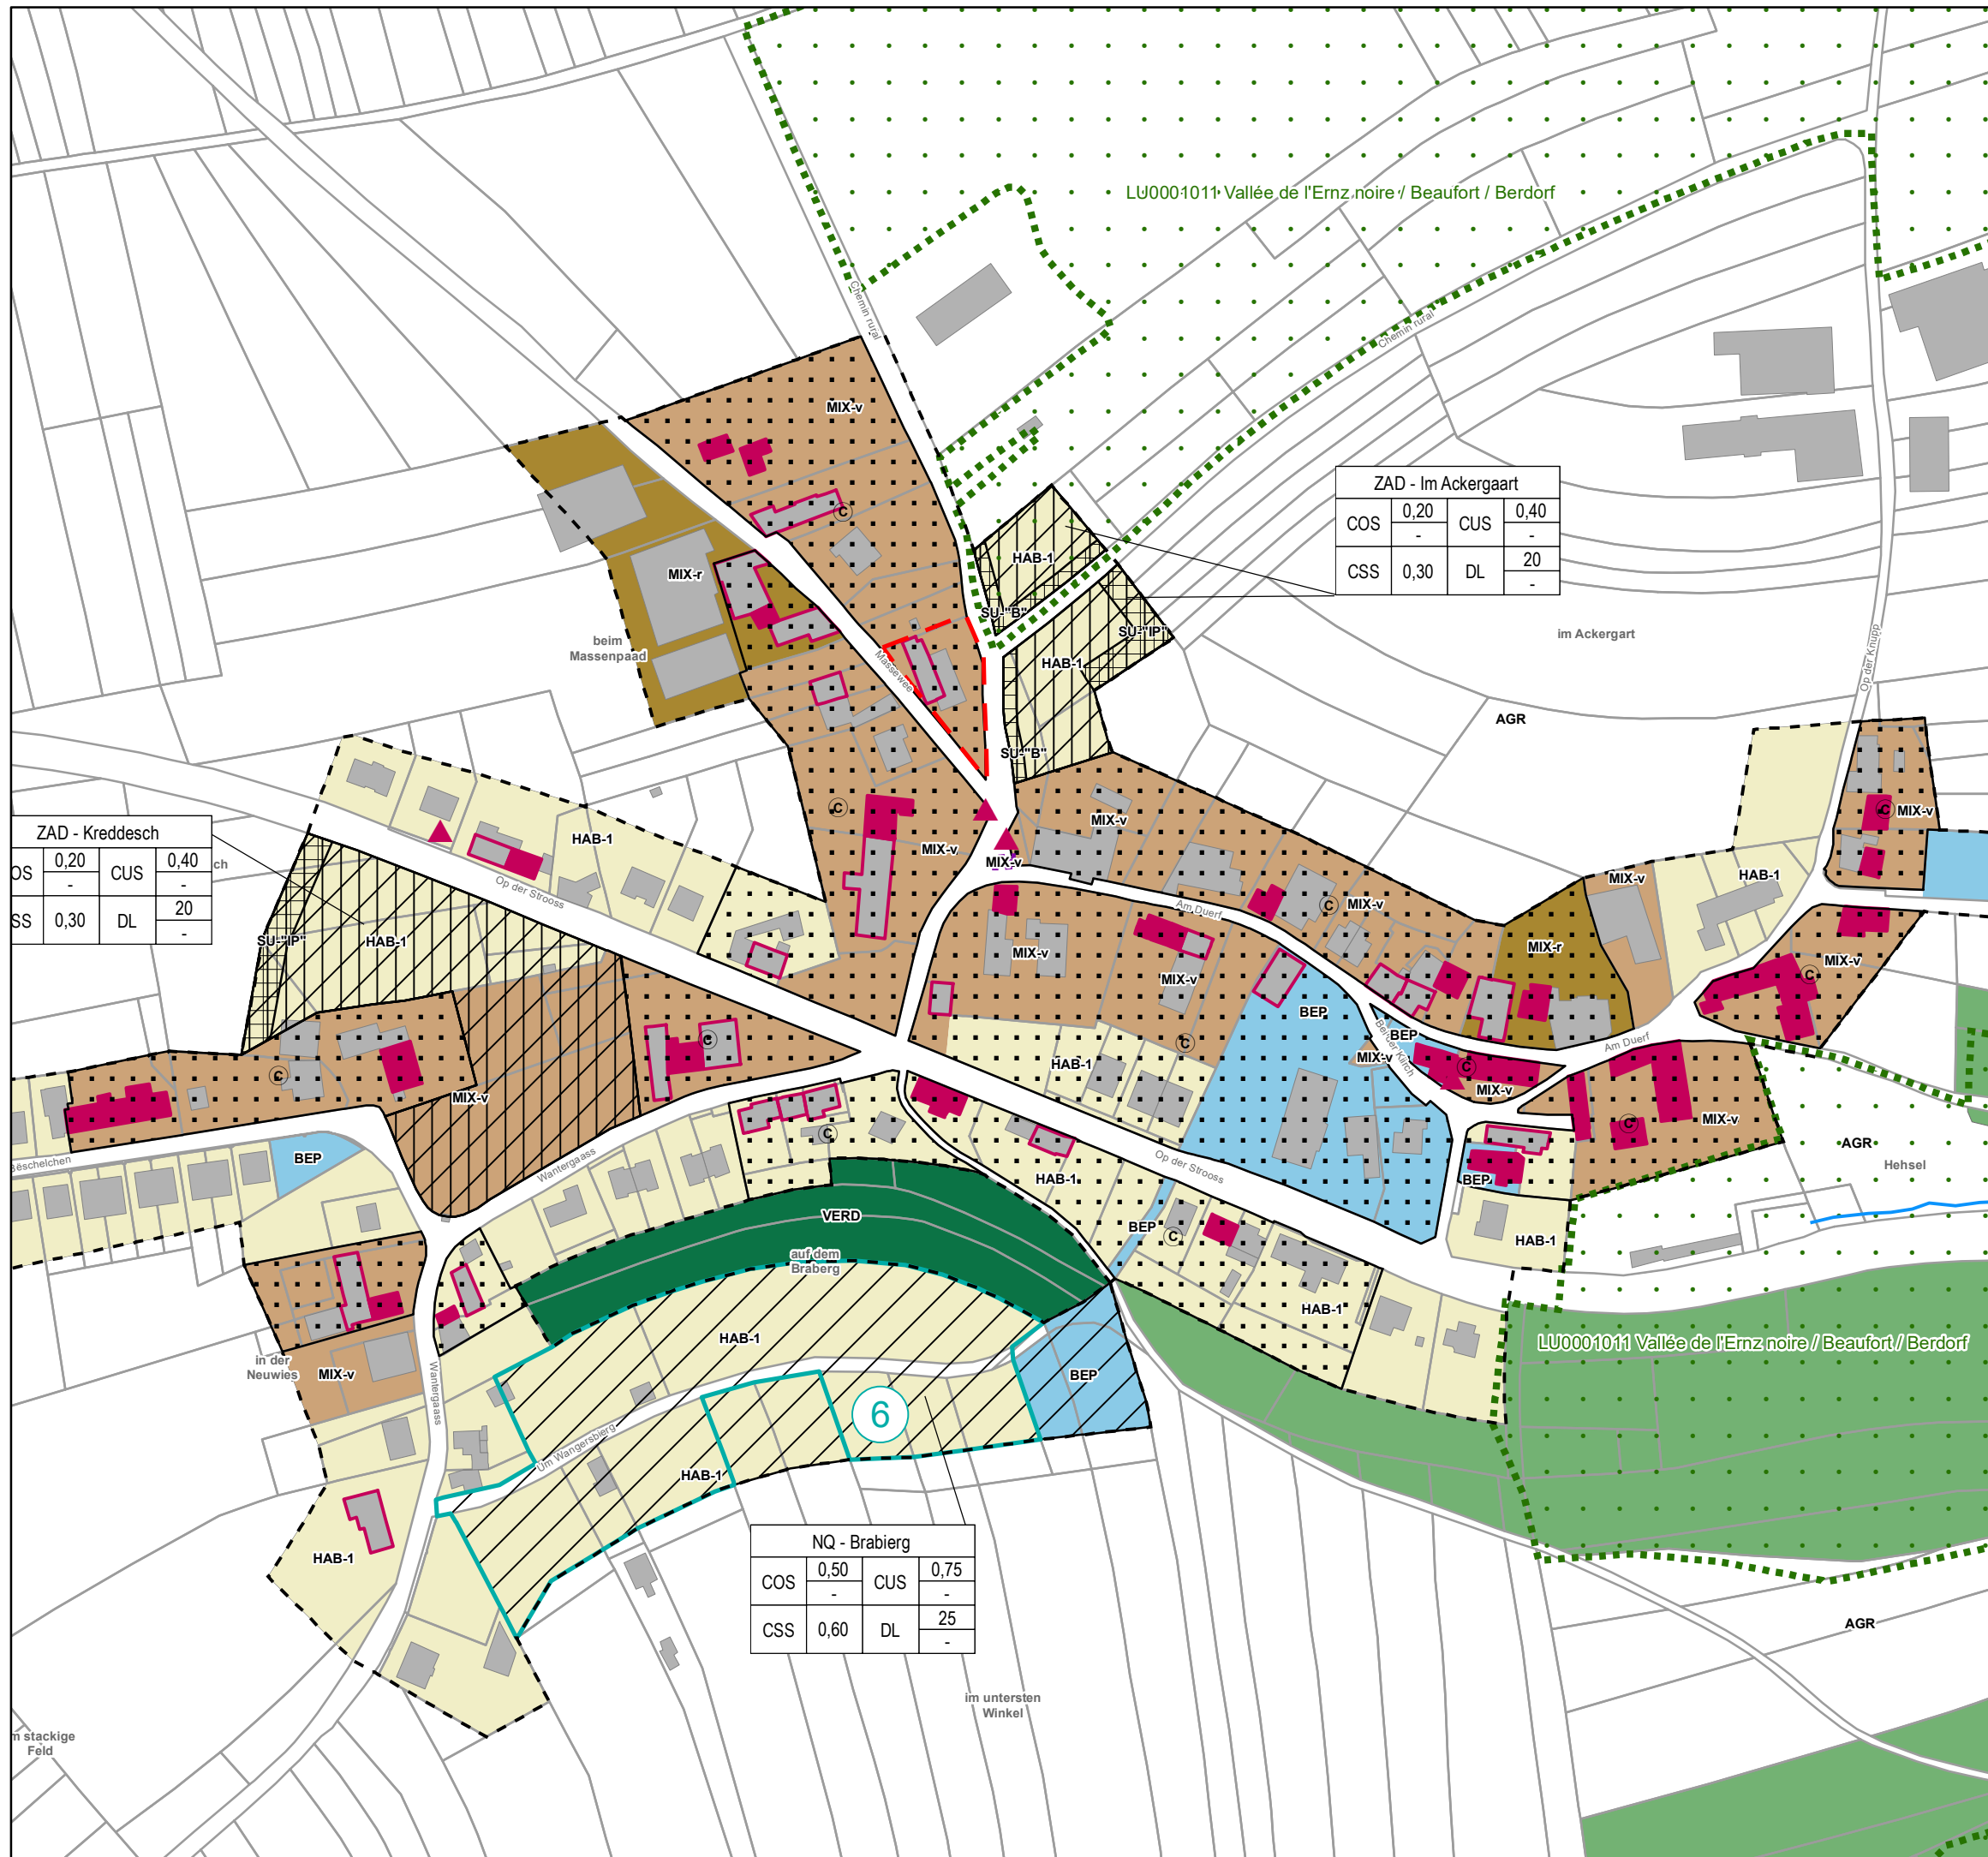 LU0001011 Vallée de l'Ernz noire / Beaufort / Berdorf
Chemin rural
Chemin rural
MIX-v
ZAD - Im Ackergaart
COS 0,20 - CUS 0,40 -
CSS 0,30 DL 20 -
C
HAB-1
MIX-r
SU-"B"
SU-"IP"
beim
Massenpaad
im Ackergart
Massewee
HAB-1
Op der Knupp
AGR
SU-"B"
ZAD - Kreddesch
OS 0,20 - CUS 0,40 -
SS 0,30 DL 20 -
ch
HAB-1
C
MIX-v
MIX-v
MIX-v
C
MIX-v
HAB-1
MIX-v
Op der Strooss
Am Duerf
C
MIX-v
MIX-r
SU-"IP"
HAB-1
MIX-v
MIX-v
MIX-v
C
BEP
BEP
Beider Kiirch
MIX-v
C
MIX-v
Am Duerf
C
C
HAB-1
C
MIX-v
C
MIX-v
C
AGR
Hehsel
Bëschelchen
BEP
Wantergaass
Op der Strooss
HAB-1
BEP
VERD
BEP
C
HAB-1
auf dem
Braberg
HAB-1
HAB-1
LU0001011 Vallée de l'Ernz noire / Beaufort / Berdorf
in der
Neuwies
MIX-v
Wantergaass
BEP
6
Um Wangersbierg
HAB-1
HAB-1
NQ - Brabierg
COS 0,50 - CUS 0,75 -
CSS 0,60 DL 25 -
AGR
im untersten
Winkel
m stackige
Feld